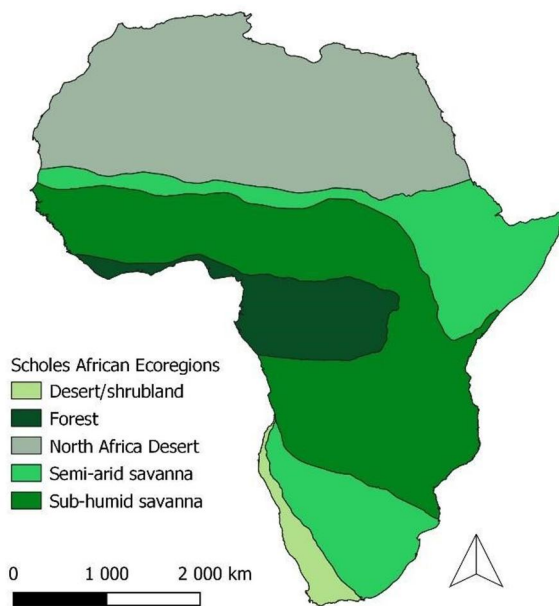 Scholes African Ecoregions
Desert/shrubland
Forest
North Africa Desert
Semi-arid savanna
Sub-humid savanna
0 1 000 2 000 km